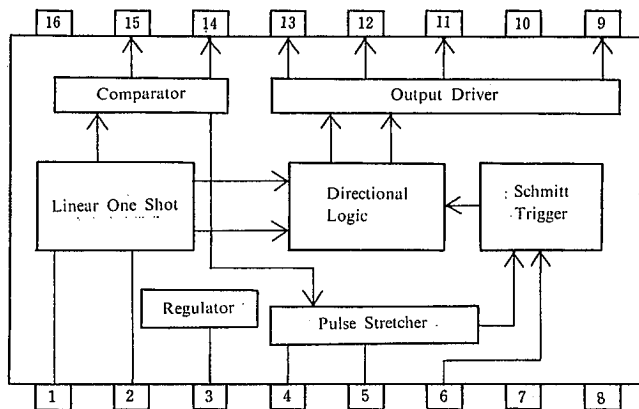 16 15 14 13 12 11 10 9
Comparator
Output Driver
Linear One Shot
Directional
Logic
Schmitt
Trigger
Regulator
Pulse Stretcher
1 2 3 4 5 6 7 8